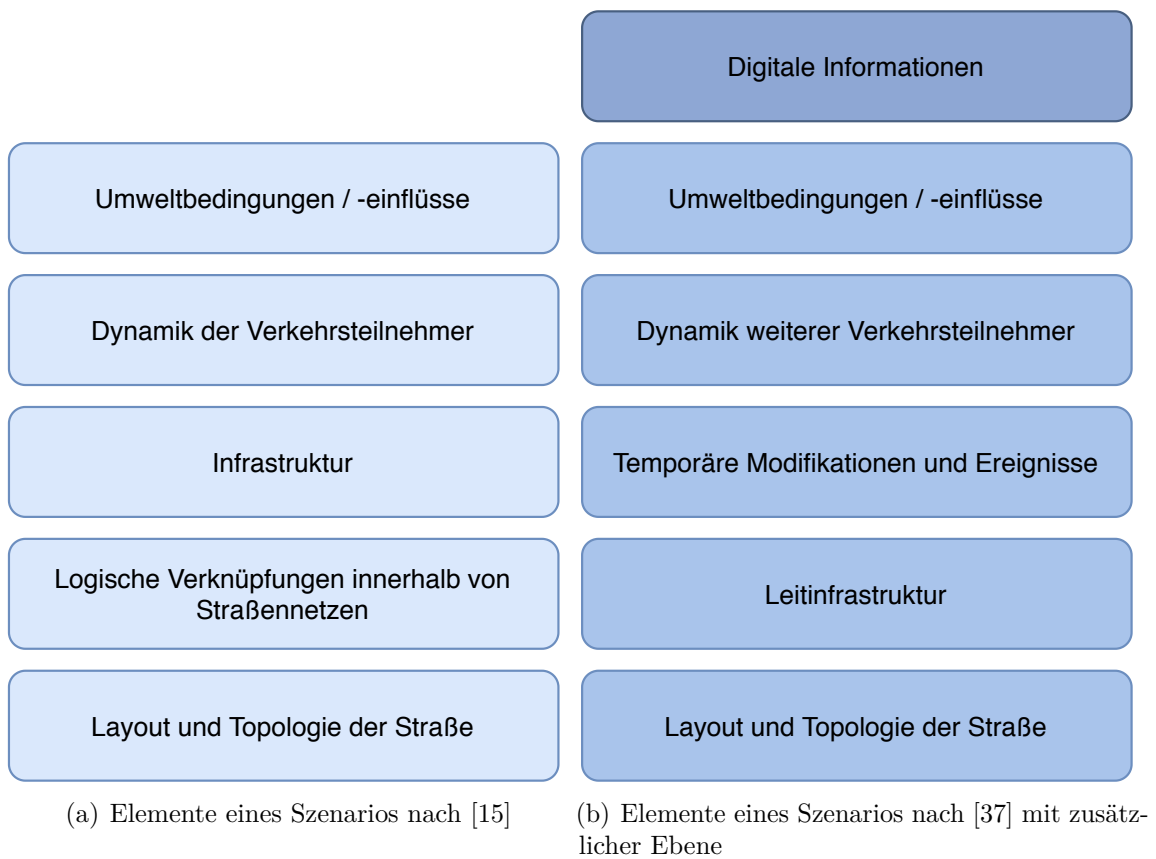 Digitale Informationen
Umweltbedingungen / -einflüsse
Umweltbedingungen / -einflüsse
Dynamik der Verkehrsteilnehmer
Dynamik weiterer Verkehrsteilnehmer
Infrastruktur
Temporäre Modifikationen und Ereignisse
Logische Verknüpfungen innerhalb von
Straßennetzen
Leitinfrastruktur
Layout und Topologie der Straße
Layout und Topologie der Straße
(a) Elemente eines Szenarios nach [15]
(b) Elemente eines Szenarios nach [37] mit zusätz-
licher Ebene